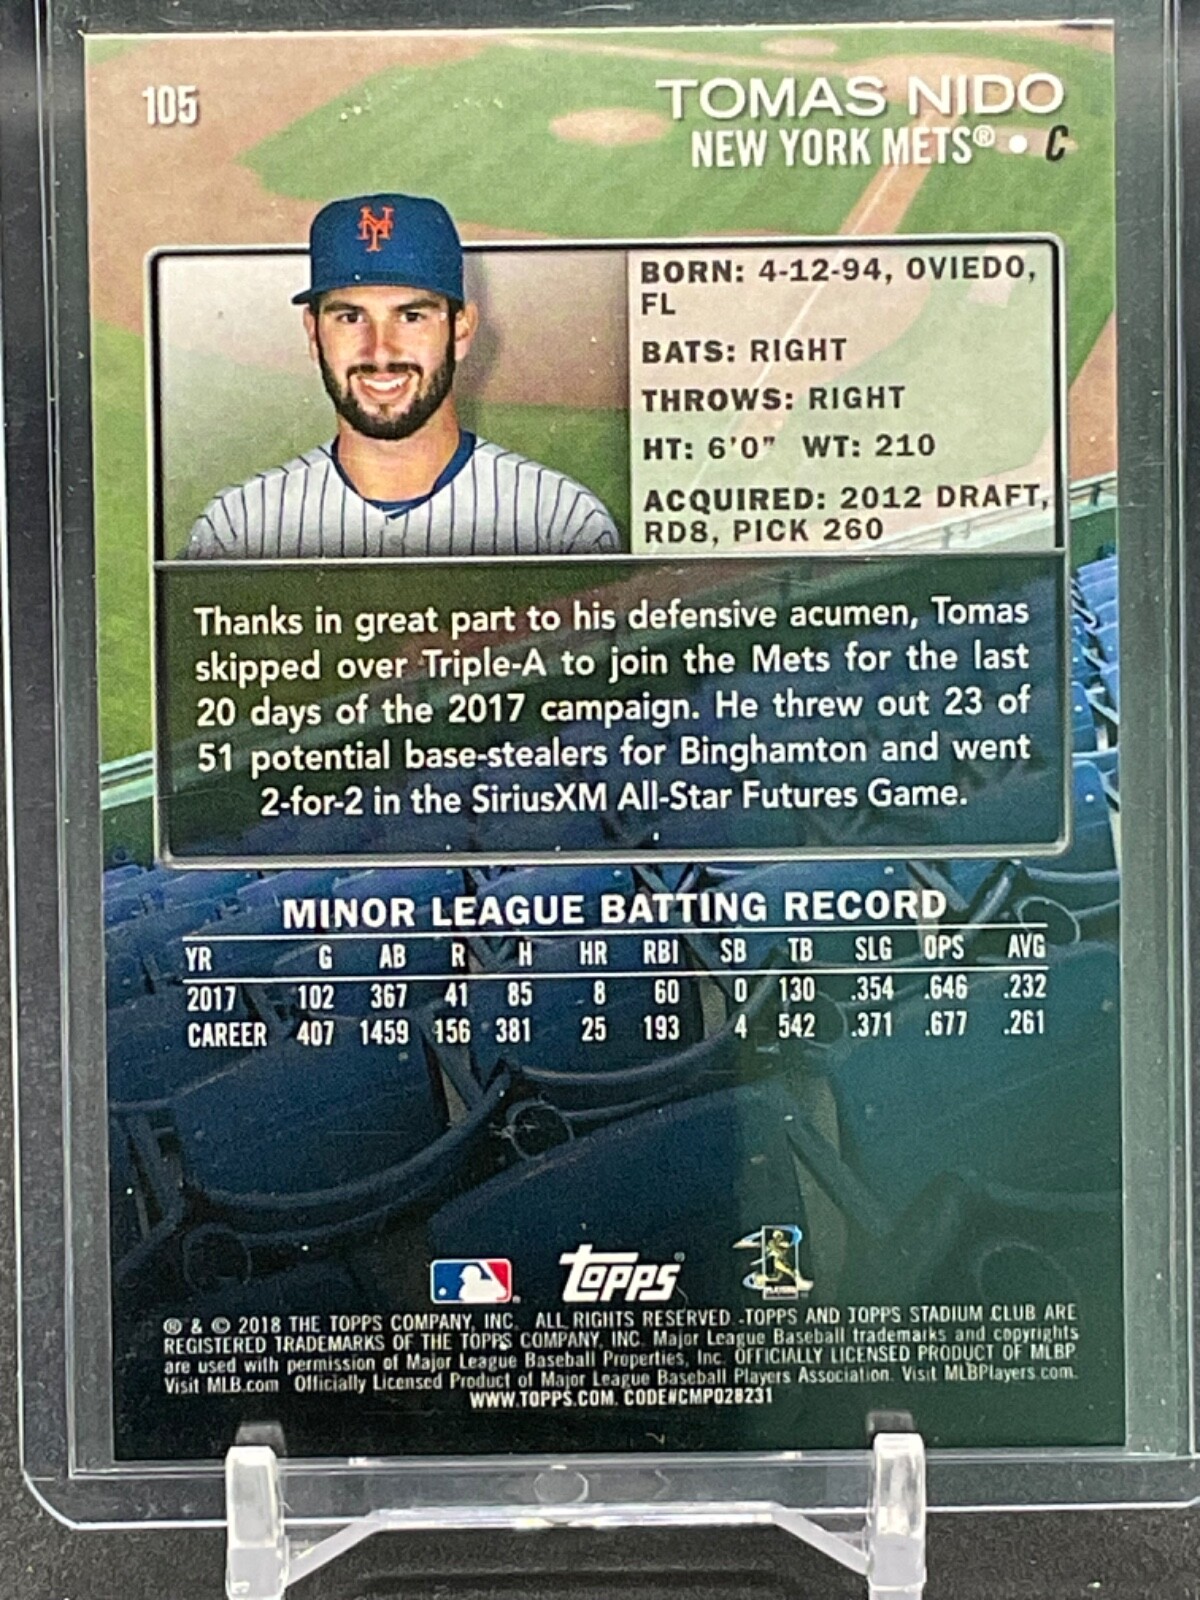 105
TOMAS NIDO
NEW YORK METS® • C
NY
BORN: 4-12-94, OVIEDO,
FL
BATS: RIGHT
THROWS: RIGHT
HT: 6'0" WT: 210
ACQUIRED: 2012 DRAFT,
RD8, PICK 260
Thanks in great part to his defensive acumen, Tomas
skipped over Triple-A to join the Mets for the last
20 days of the 2017 campaign. He threw out 23 of
51 potential base-stealers for Binghamton and went
2-for-2 in the SiriusXM All-Star Futures Game.
MINOR LEAGUE BATTING RECORD
YR G AB R H HR RBI SB TB SLG OPS AVG
2017 102 367 41 85 8 60 0 130 .354 .646 .232
CAREER 407 1459 156 381 25 193 4 542 .371 .677 .261
Topps®
PLAYERS
® & © 2018 THE TOPPS COMPANY, INC. ALL RIGHTS RESERVED. TOPPS AND TOPPS STADIUM CLUB ARE
REGISTERED TRADEMARKS OF THE TOPPS COMPANY, INC. Major League Baseball trademarks and copyrights
are used with permission of Major League Baseball Properties, Inc. OFFICIALLY LICENSED PRODUCT OF MLBP
Visit MLB.com Officially Licensed Product of Major League Baseball Players Association. Visit MLBPlayers.com.
WWW.TOPPS.COM. CODE#CMP028231